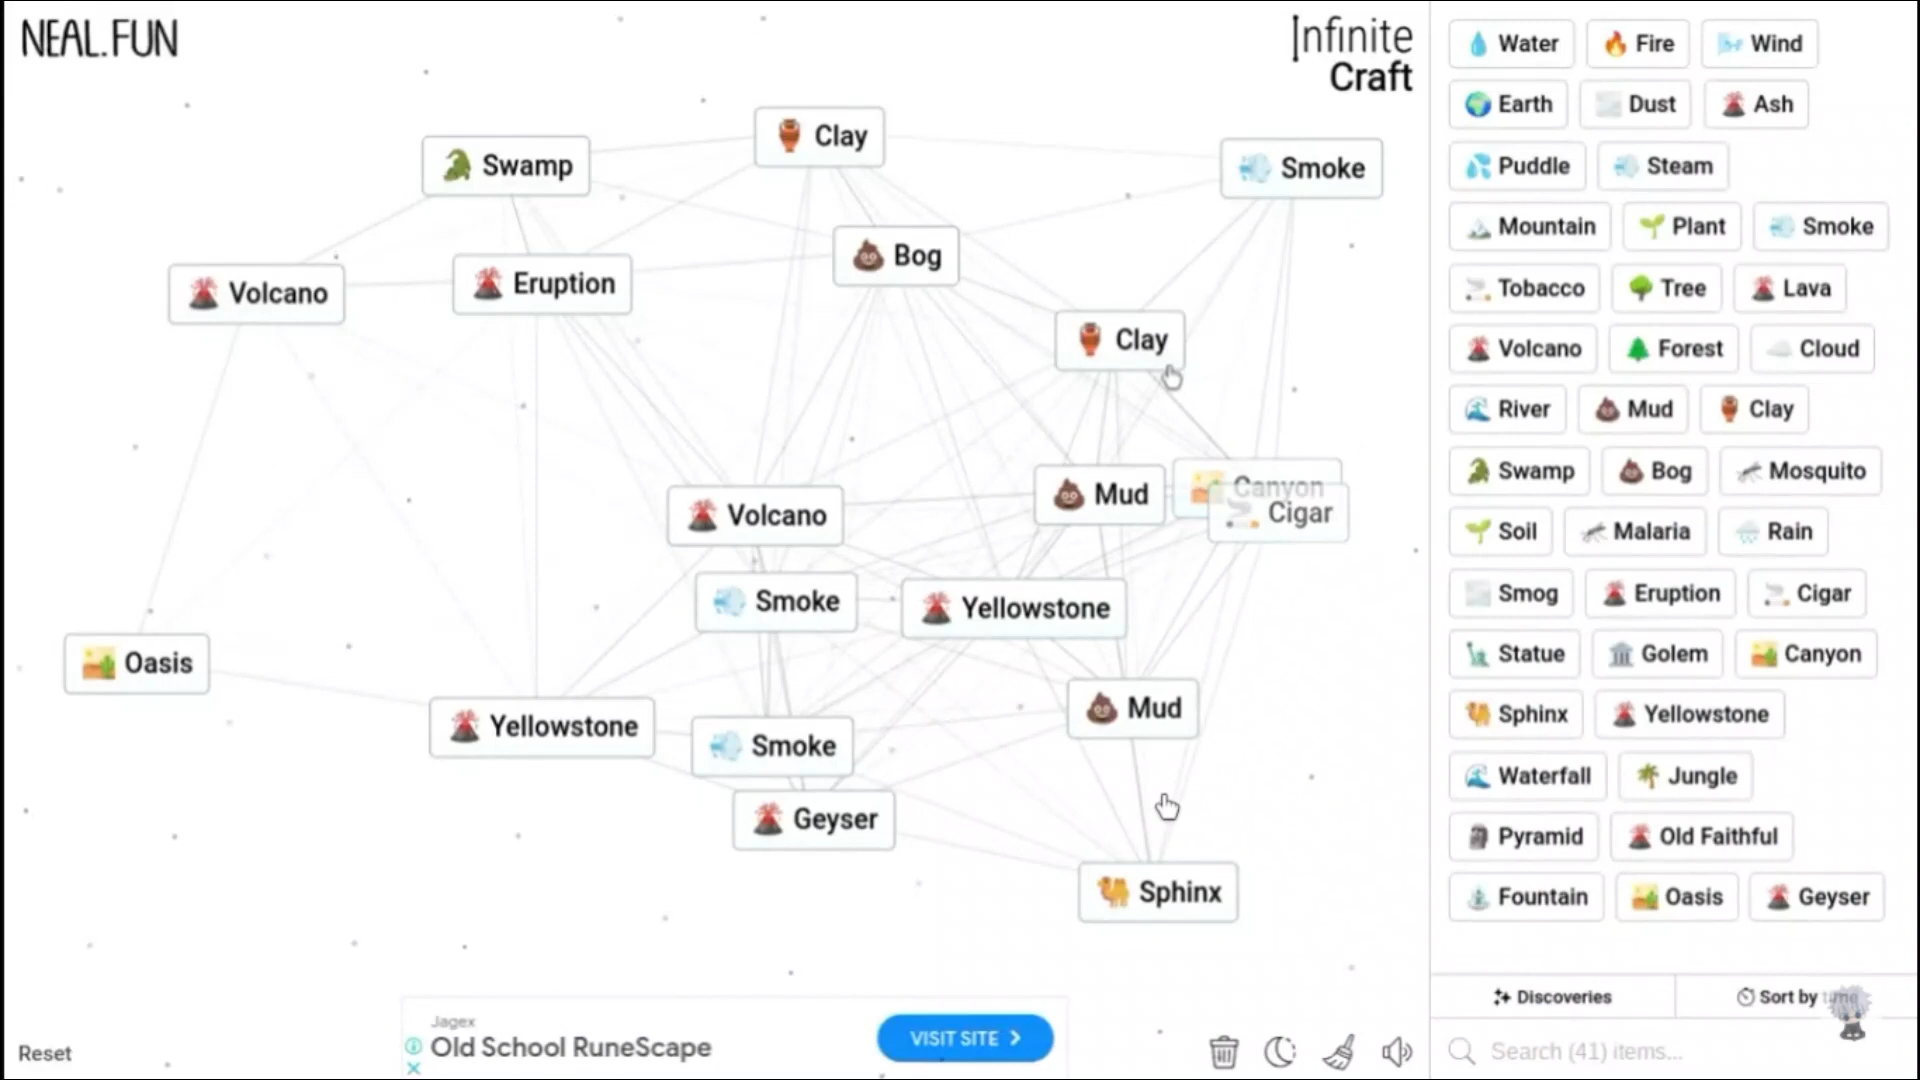 NEAL.FUN
Infinite
Craft
Clay
Swamp
Smoke
Bog
Eruption
Volcano
Clay
Canyon
Mud
Cigar
Volcano
Smoke
Yellowstone
Oasis
Mud
Yellowstone
Smoke
Geyser
Sphinx
Jagex
Old School RuneScape
VISIT SITE
Reset
Water Fire Wind
Earth Dust Ash
Puddle Steam
Mountain Plant Smoke
Tobacco Tree Lava
Volcano Forest Cloud
River Mud Clay
Swamp Bog Mosquito
Soil Malaria Rain
Smog Eruption Cigar
Statue Golem Canyon
Sphinx Yellowstone
Waterfall Jungle
Pyramid Old Faithful
Fountain Oasis Geyser
Discoveries Sort by time
Search (41) items...